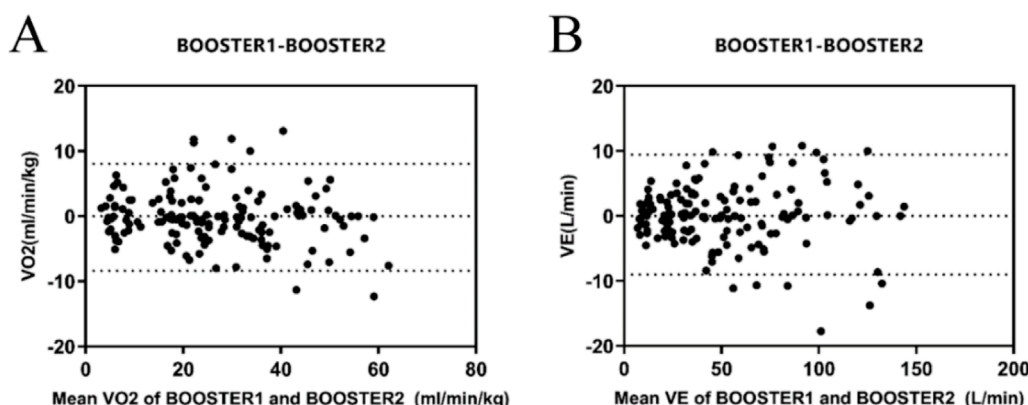 A
BOOSTER1-BOOSTER2
20
10
0
-10
-20
VO2(ml/min/kg)
0
20
40
60
80
Mean VO2 of BOOSTER1 and BOOSTER2 (ml/min/kg)
B
BOOSTER1-BOOSTER2
20
10
0
-10
-20
VE(L/min)
0
50
100
150
200
Mean VE of BOOSTER1 and BOOSTER2 (L/min)